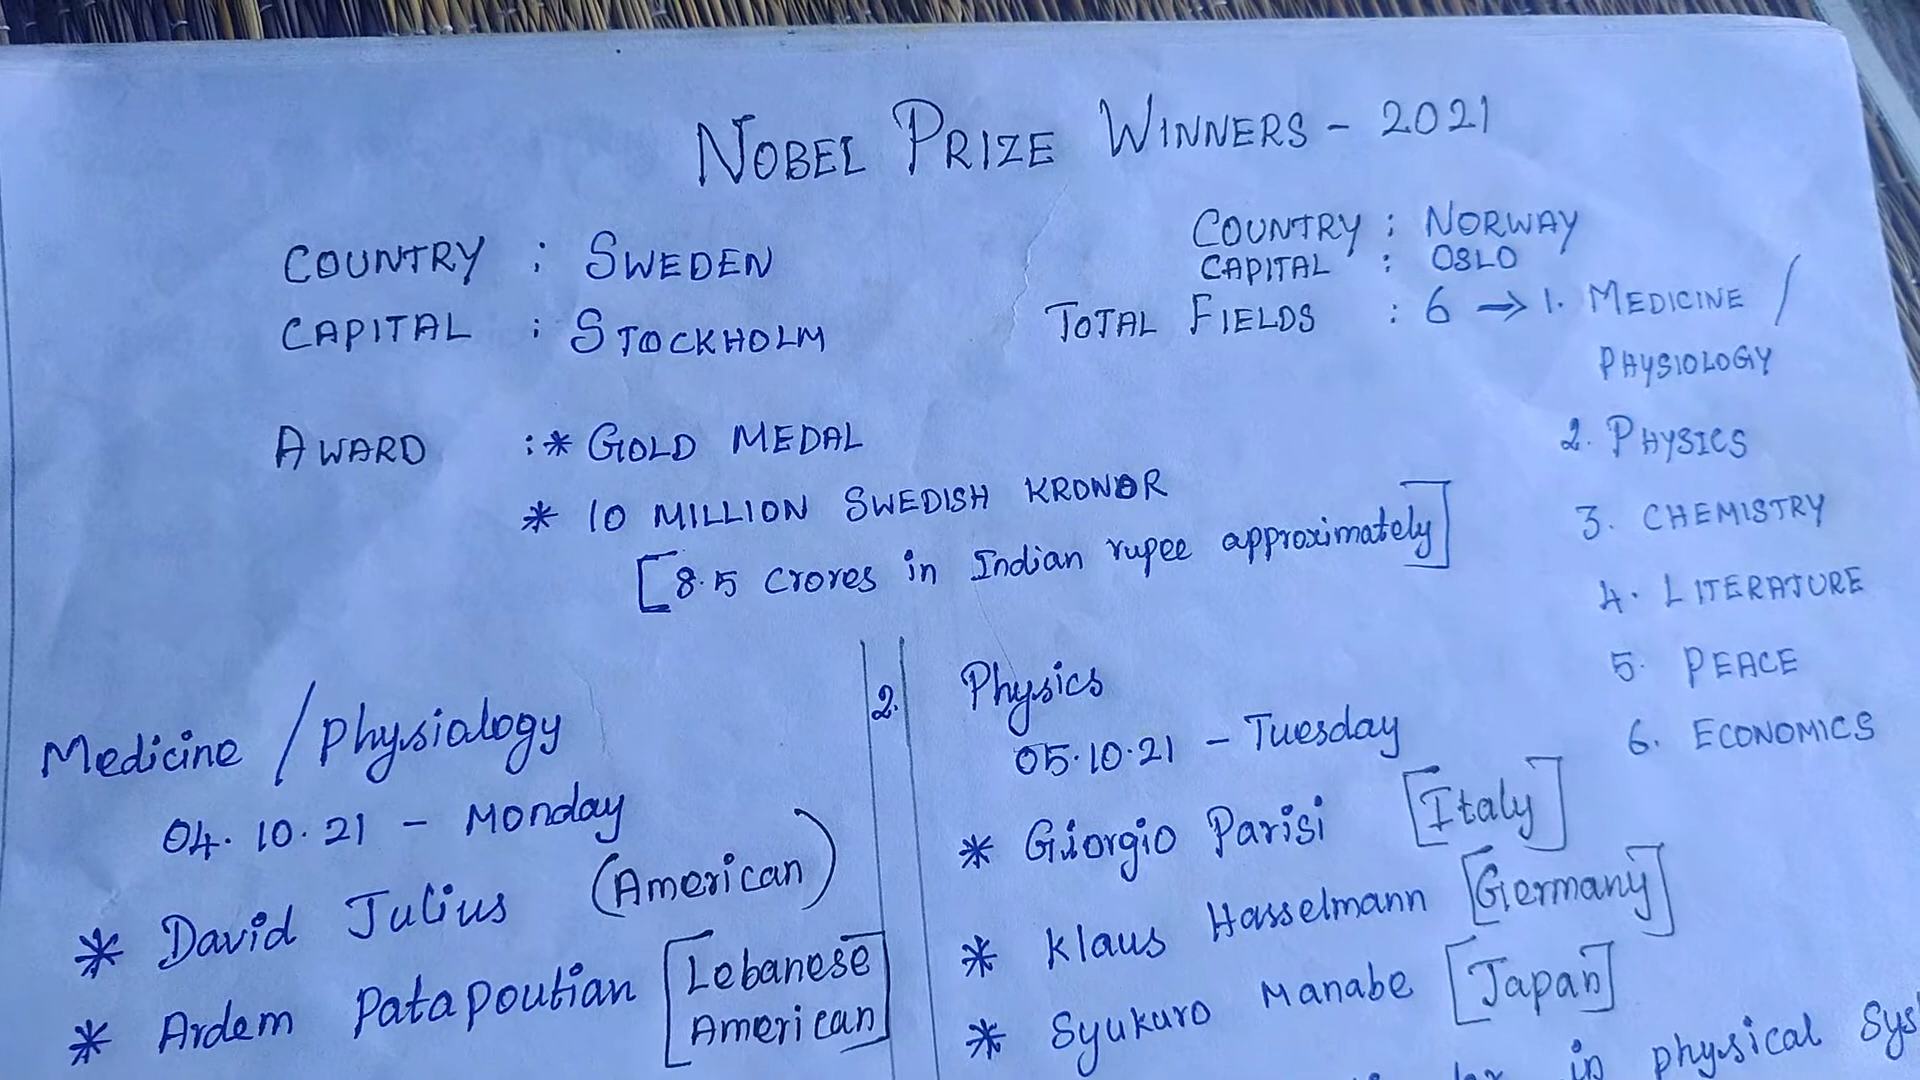 NOBEL PRIZE WINNERS - 2021
COUNTRY : SWEDEN
CAPITAL : STOCKHOLM
COUNTRY : NORWAY
CAPITAL : OSLO
TOTAL FIELDS : 6 → 1. MEDICINE /
PHYSIOLOGY
2. PHYSICS
3. CHEMISTRY
4. LITERATURE
5. PEACE
6. ECONOMICS
AWARD : * GOLD MEDAL
* 10 MILLION SWEDISH KRONOR
[8.5 Crores in Indian rupee approximately]
Medicine / Physiology
04.10.21 - Monday
* David Julius (American)
* Ardem Patapoutian [Lebanese
American]
2. Physics
05.10.21 - Tuesday
* Giorgio Parisi [Italy]
* Klaus Hasselmann [Germany]
* Syukuro Manabe [Japan]
in physical Sys